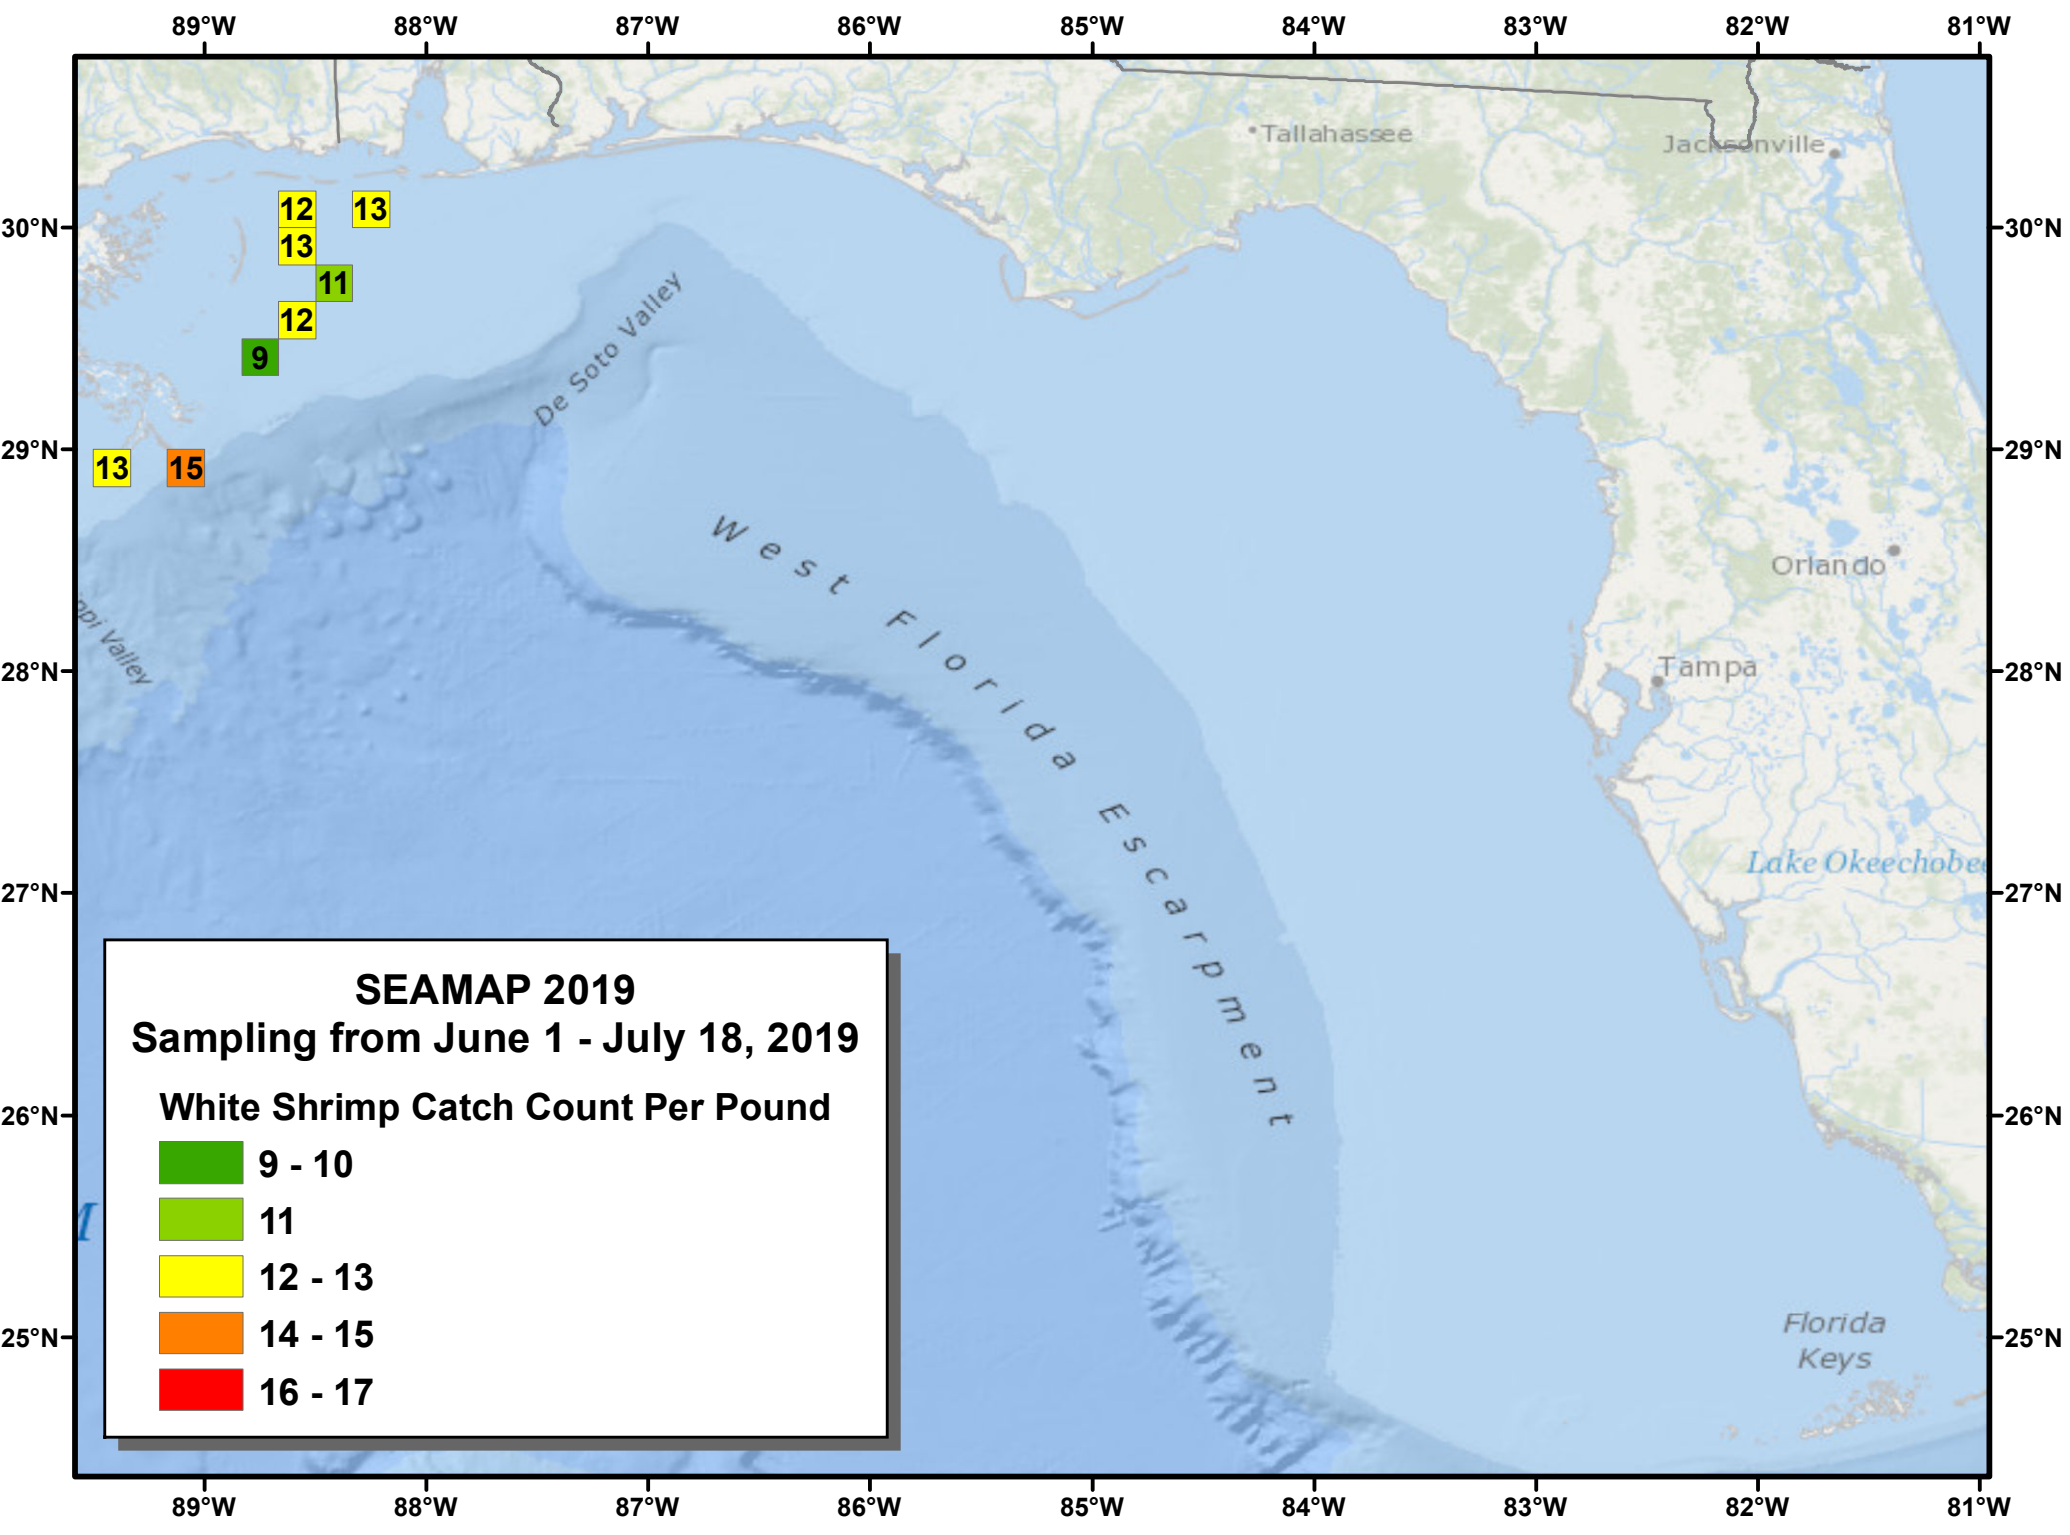 89°W 88°W 87°W 86°W 85°W 84°W 83°W 82°W 81°W
Tallahassee
Jacksonville
12 13
30°N 30°N
13
11
12
9
De Soto Valley
29°N 29°N
13 15
West Florida Escarpment
Orlando
ppi Valley
28°N 28°N
Tampa
Lake Okeechobee
27°N 27°N
SEAMAP 2019
Sampling from June 1 - July 18, 2019
White Shrimp Catch Count Per Pound
26°N 26°N
9 - 10
11
M
12 - 13
14 - 15
25°N 25°N
Florida
Keys
16 - 17
89°W 88°W 87°W 86°W 85°W 84°W 83°W 82°W 81°W